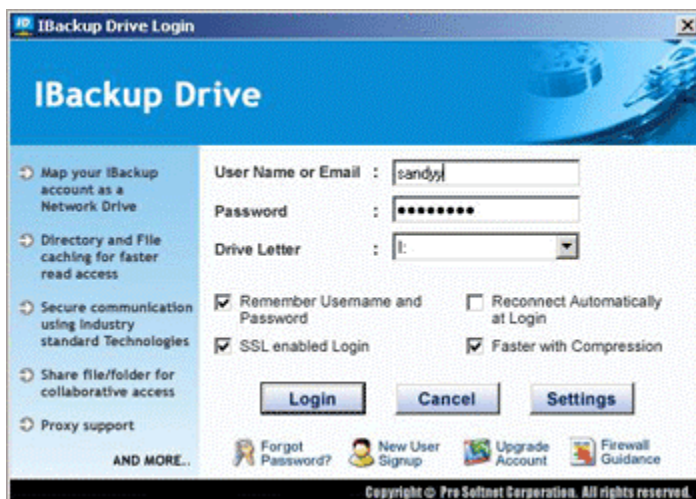 IBackup Drive Login
IBackup Drive
Map your IBackup
account as a
Network Drive
Directory and File
caching for faster
read access
Secure communication
using industry
standard Technologies
Share file/folder for
collaborative access
Proxy support
AND MORE..
User Name or Email :
sandyy
Password :
••••••••
Drive Letter :
I:
Remember Username and
Password
Reconnect Automatically
at Login
SSL enabled Login
Faster with Compression
Login
Cancel
Settings
Forgot
Password?
New User
Signup
Upgrade
Account
Firewall
Guidance
Copyright © Pro Softnet Corporation. All rights reserved.